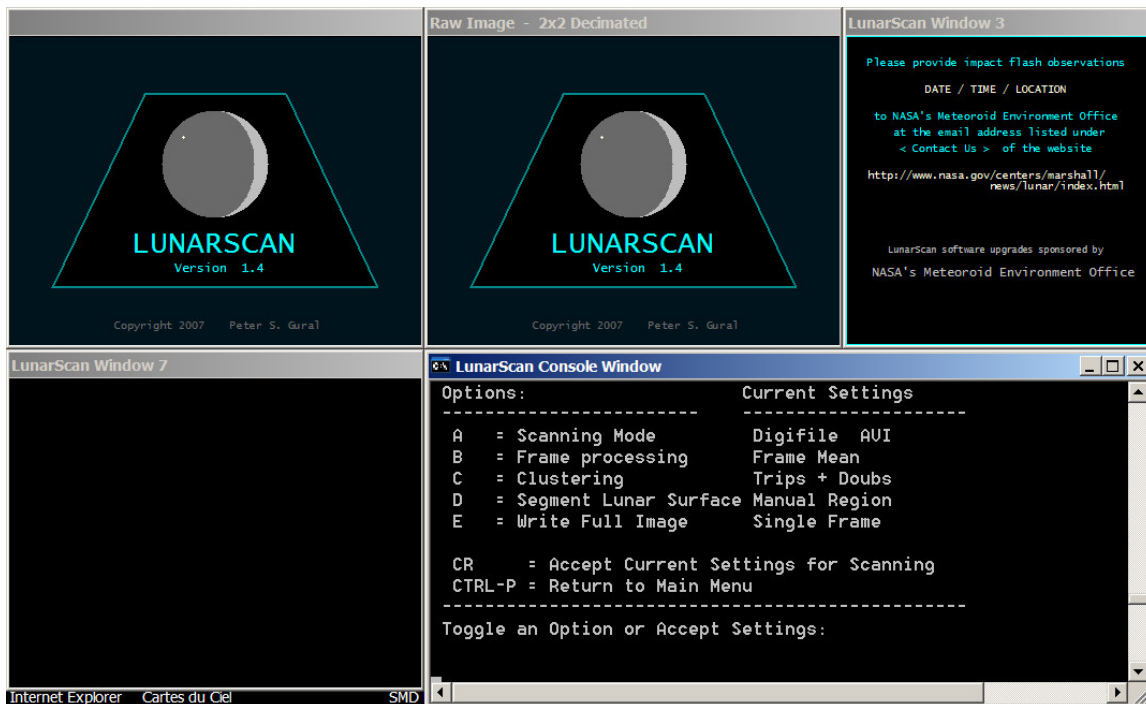 LUNARSCAN
Version 1.4
Copyright 2007 Peter S. Gural
Raw Image - 2x2 Decimated
LUNARSCAN
Version 1.4
Copyright 2007 Peter S. Gural
LunarScan Window 3
Please provide impact flash observations
DATE / TIME / LOCATION
to NASA's Meteoroid Environment Office
at the email address listed under
< Contact Us > of the website
http://www.nasa.gov/centers/marshall/
news/lunar/index.html
LunarScan software upgrades sponsored by
NASA's Meteoroid Environment Office
LunarScan Window 7
LunarScan Console Window
Options: Current Settings
------------------------ ---------------------
A = Scanning Mode Digifile AVI
B = Frame processing Frame Mean
C = Clustering Trips + Doubs
D = Segment Lunar Surface Manual Region
E = Write Full Image Single Frame
CR = Accept Current Settings for Scanning
CTRL-P = Return to Main Menu
-------------------------------------------------
Toggle an Option or Accept Settings:
Internet Explorer Cartes du Ciel SMD